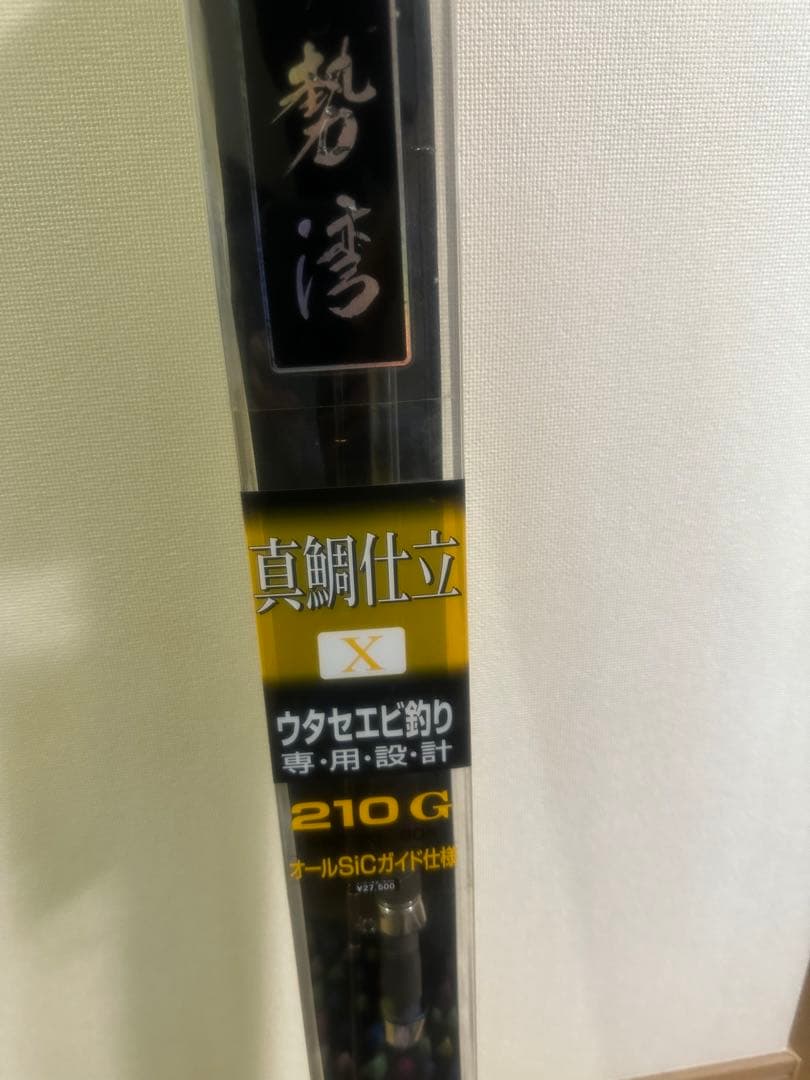 勢
湾
真鯛仕立
X
ウタセエビ釣り
専・用・設・計
210 G
オールSiCガイド仕様
¥27,500